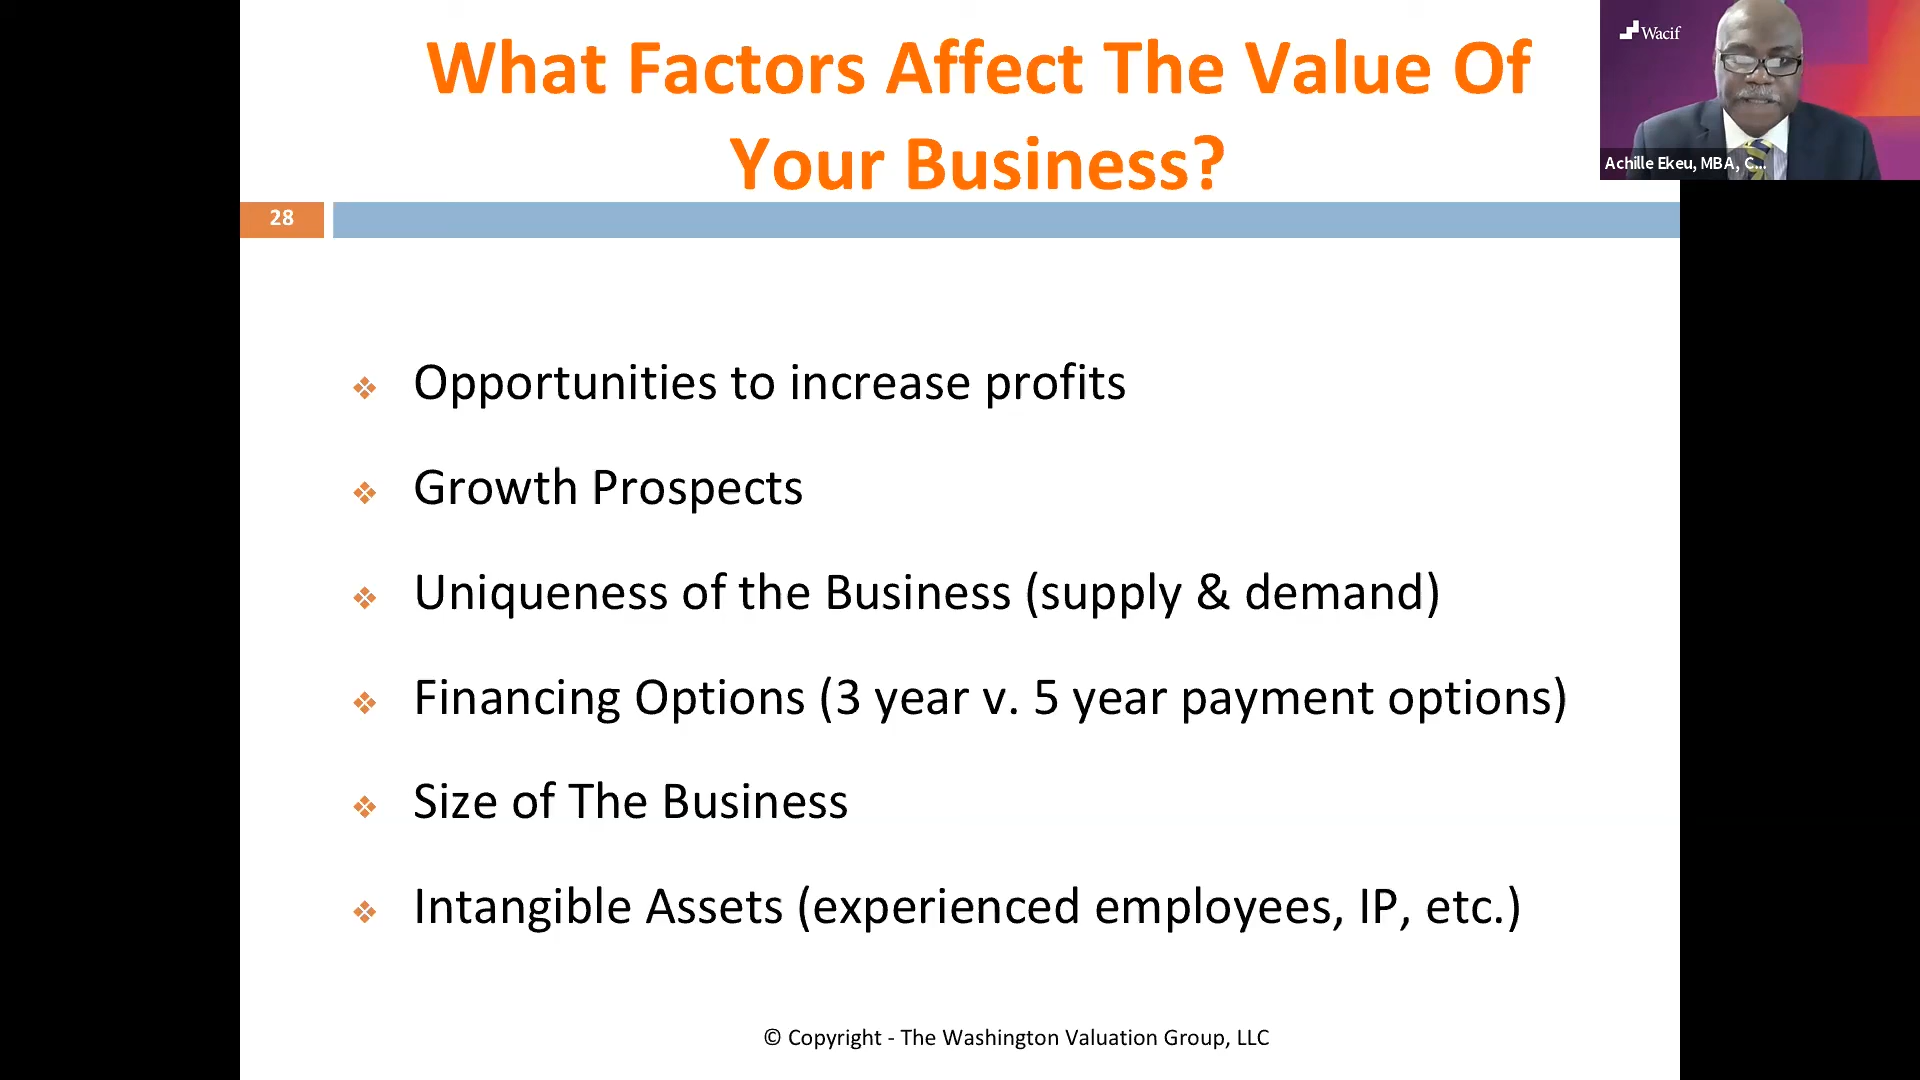 What Factors Affect The Value Of
Your Business?
Wacif
Achille Ekeu, MBA, C...
28
Opportunities to increase profits
Growth Prospects
Uniqueness of the Business (supply & demand)
Financing Options (3 year v. 5 year payment options)
Size of The Business
Intangible Assets (experienced employees, IP, etc.)
© Copyright - The Washington Valuation Group, LLC